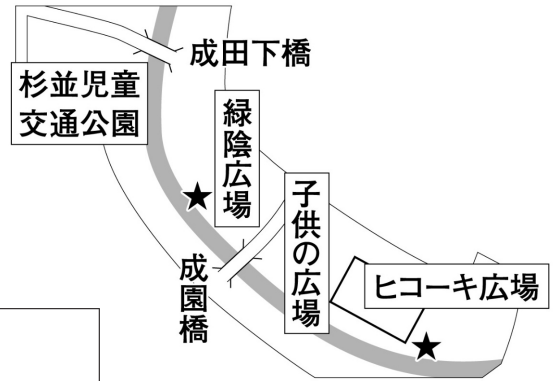 成田下橋
杉並児童
交通公園
緑陰広場
子供の広場
成園橋
ヒコーキ広場